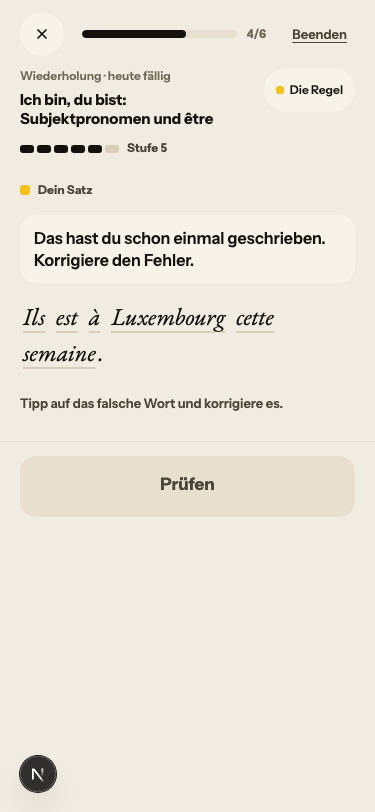 4/6
Beenden
Wiederholung · heute fällig
Ich bin, du bist:
Subjektpronomen und être
Die Regel
Stufe 5
Dein Satz
Das hast du schon einmal geschrieben.
Korrigiere den Fehler.
Ils est à Luxembourg cette
semaine.
Tipp auf das falsche Wort und korrigiere es.
Prüfen
N